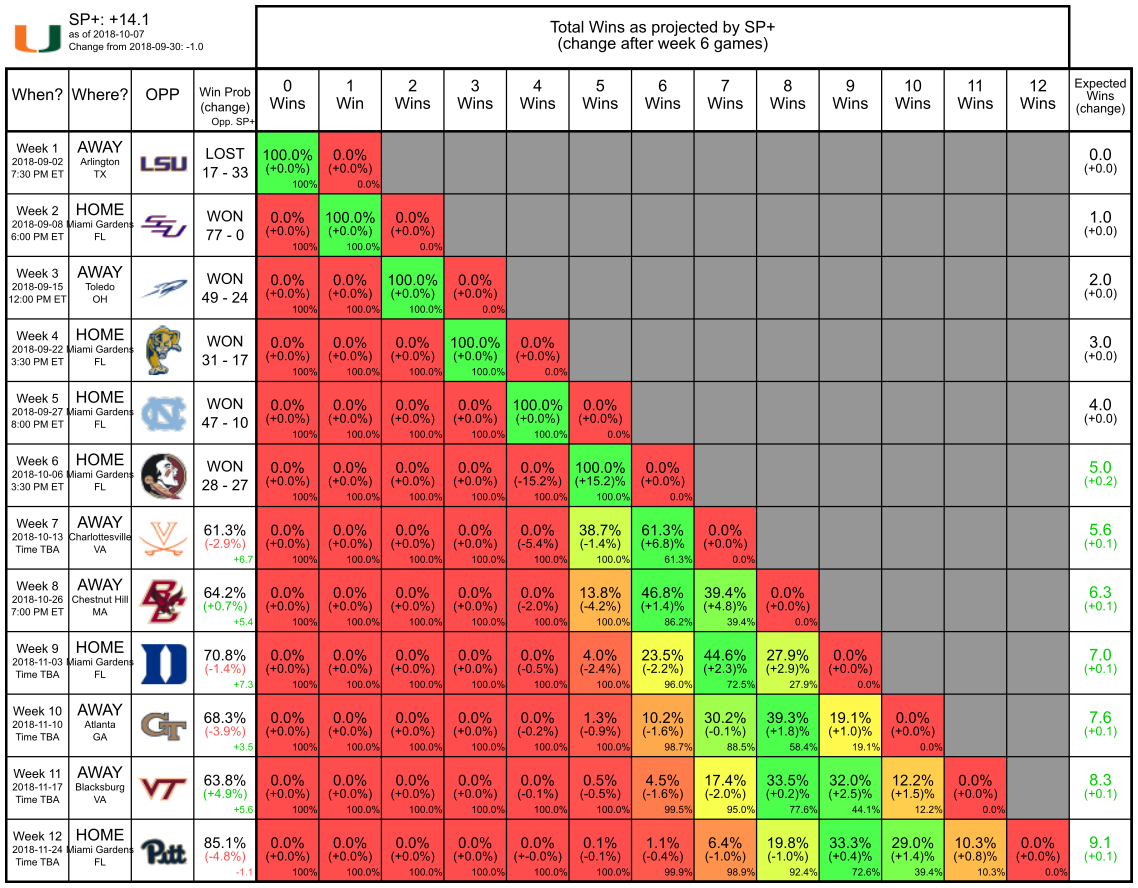 SP+: +14.1
as of 2018-10-07
Change from 2018-09-30: -1.0
Total Wins as projected by SP+
(change after week 6 games)
When? Where? OPP Win Prob (change) Opp. SP+ 0 Wins 1 Win 2 Wins 3 Wins 4 Wins 5 Wins 6 Wins 7 Wins 8 Wins 9 Wins 10 Wins 11 Wins 12 Wins Expected Wins (change)
Week 1 AWAY LSU LOST 100.0% 0.0% 0.0
2018-09-02 Arlington (+0.0%) (+0.0%) (+0.0)
7:30 PM ET TX 17 - 33 100% 0.0%
Week 2 HOME WON 0.0% 100.0% 0.0% 1.0
2018-09-08 Miami Gardens (+0.0%) (+0.0%) (+0.0%) (+0.0)
6:00 PM ET FL 77 - 0 100% 100.0% 0.0%
Week 3 AWAY WON 0.0% 0.0% 100.0% 0.0% 2.0
2018-09-15 Toledo (+0.0%) (+0.0%) (+0.0%) (+0.0%) (+0.0)
12:00 PM ET OH 49 - 24 100% 100.0% 100.0% 0.0%
Week 4 HOME WON 0.0% 0.0% 0.0% 100.0% 0.0% 3.0
2018-09-22 Miami Gardens (+0.0%) (+0.0%) (+0.0%) (+0.0%) (+0.0%) (+0.0)
3:30 PM ET FL 31 - 17 100% 100.0% 100.0% 100.0% 0.0%
Week 5 HOME NC WON 0.0% 0.0% 0.0% 0.0% 100.0% 0.0% 4.0
2018-09-27 Miami Gardens (+0.0%) (+0.0%) (+0.0%) (+0.0%) (+0.0%) (+0.0%) (+0.0)
8:00 PM ET FL 47 - 10 100% 100.0% 100.0% 100.0% 100.0% 0.0%
Week 6 HOME WON 0.0% 0.0% 0.0% 0.0% 0.0% 100.0% 0.0% 5.0
2018-10-06 Miami Gardens (+0.0%) (+0.0%) (+0.0%) (+0.0%) (-15.2%) (+15.2)% (+0.0%) (+0.2)
3:30 PM ET FL 28 - 27 100% 100.0% 100.0% 100.0% 100.0% 100.0% 0.0%
Week 7 AWAY V 61.3% 0.0% 0.0% 0.0% 0.0% 0.0% 38.7% 61.3% 0.0% 5.6
2018-10-13 Charlottesville (-2.9%) (+0.0%) (+0.0%) (+0.0%) (+0.0%) (-5.4%) (-1.4%) (+6.8)% (+0.0%) (+0.1)
Time TBA VA +6.7 100% 100.0% 100.0% 100.0% 100.0% 100.0% 61.3% 0.0%
Week 8 AWAY BC 64.2% 0.0% 0.0% 0.0% 0.0% 0.0% 13.8% 46.8% 39.4% 0.0% 6.3
2018-10-26 Chestnut Hill (+0.7%) (+0.0%) (+0.0%) (+0.0%) (+0.0%) (-2.0%) (-4.2%) (+1.4)% (+4.8)% (+0.0%) (+0.1)
7:00 PM ET MA +5.4 100% 100.0% 100.0% 100.0% 100.0% 100.0% 86.2% 39.4% 0.0%
Week 9 HOME D 70.8% 0.0% 0.0% 0.0% 0.0% 0.0% 4.0% 23.5% 44.6% 27.9% 0.0% 7.0
2018-11-03 Miami Gardens (-1.4%) (+0.0%) (+0.0%) (+0.0%) (+0.0%) (-0.5%) (-2.4%) (-2.2%) (+2.3)% (+2.9)% (+0.0%) (+0.1)
Time TBA FL +7.3 100% 100.0% 100.0% 100.0% 100.0% 100.0% 96.0% 72.5% 27.9% 0.0%
Week 10 AWAY GT 68.3% 0.0% 0.0% 0.0% 0.0% 0.0% 1.3% 10.2% 30.2% 39.3% 19.1% 0.0% 7.6
2018-11-10 Atlanta (-3.9%) (+0.0%) (+0.0%) (+0.0%) (+0.0%) (-0.2%) (-0.9%) (-1.6%) (-0.1%) (+1.8)% (+1.0)% (+0.0%) (+0.1)
Time TBA GA +3.5 100% 100.0% 100.0% 100.0% 100.0% 100.0% 98.7% 88.5% 58.4% 19.1% 0.0%
Week 11 AWAY VT 63.8% 0.0% 0.0% 0.0% 0.0% 0.0% 0.5% 4.5% 17.4% 33.5% 32.0% 12.2% 0.0% 8.3
2018-11-17 Blacksburg (+4.9%) (+0.0%) (+0.0%) (+0.0%) (+0.0%) (-0.1%) (-0.5%) (-1.6%) (-2.0%) (+0.2)% (+2.5)% (+1.5)% (+0.0%) (+0.1)
Time TBA VA +5.6 100% 100.0% 100.0% 100.0% 100.0% 100.0% 99.5% 95.0% 77.6% 44.1% 12.2% 0.0%
Week 12 HOME Pitt 85.1% 0.0% 0.0% 0.0% 0.0% 0.0% 0.1% 1.1% 6.4% 19.8% 33.3% 29.0% 10.3% 0.0% 9.1
2018-11-24 Miami Gardens (-4.8%) (+0.0%) (+0.0%) (+0.0%) (+0.0%) (+-0.0%) (-0.1%) (-0.4%) (-1.0%) (-1.0%) (+0.4)% (+1.4)% (+0.8)% (+0.0%) (+0.1)
Time TBA FL -1.1 100% 100.0% 100.0% 100.0% 100.0% 100.0% 99.9% 98.9% 92.4% 72.6% 39.4% 10.3% 0.0%